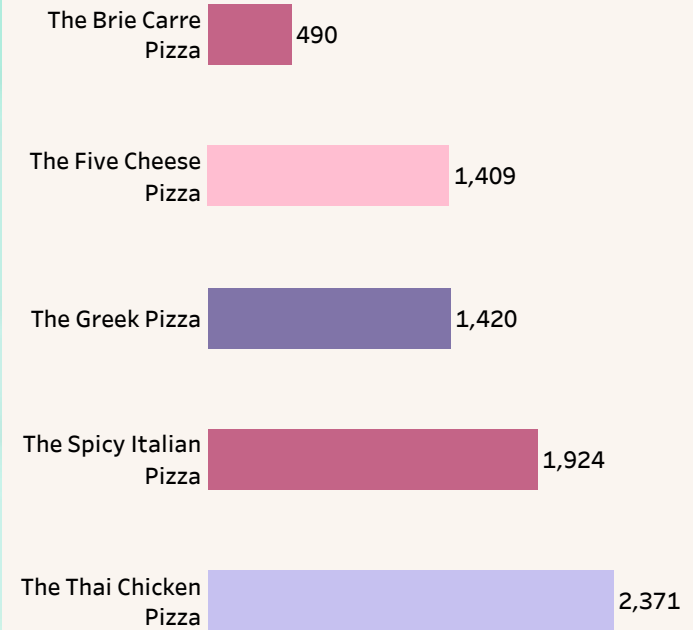 The Brie Carre
Pizza
490
The Five Cheese
Pizza
1,409
The Greek Pizza
1,420
The Spicy Italian
Pizza
1,924
The Thai Chicken
Pizza
2,371